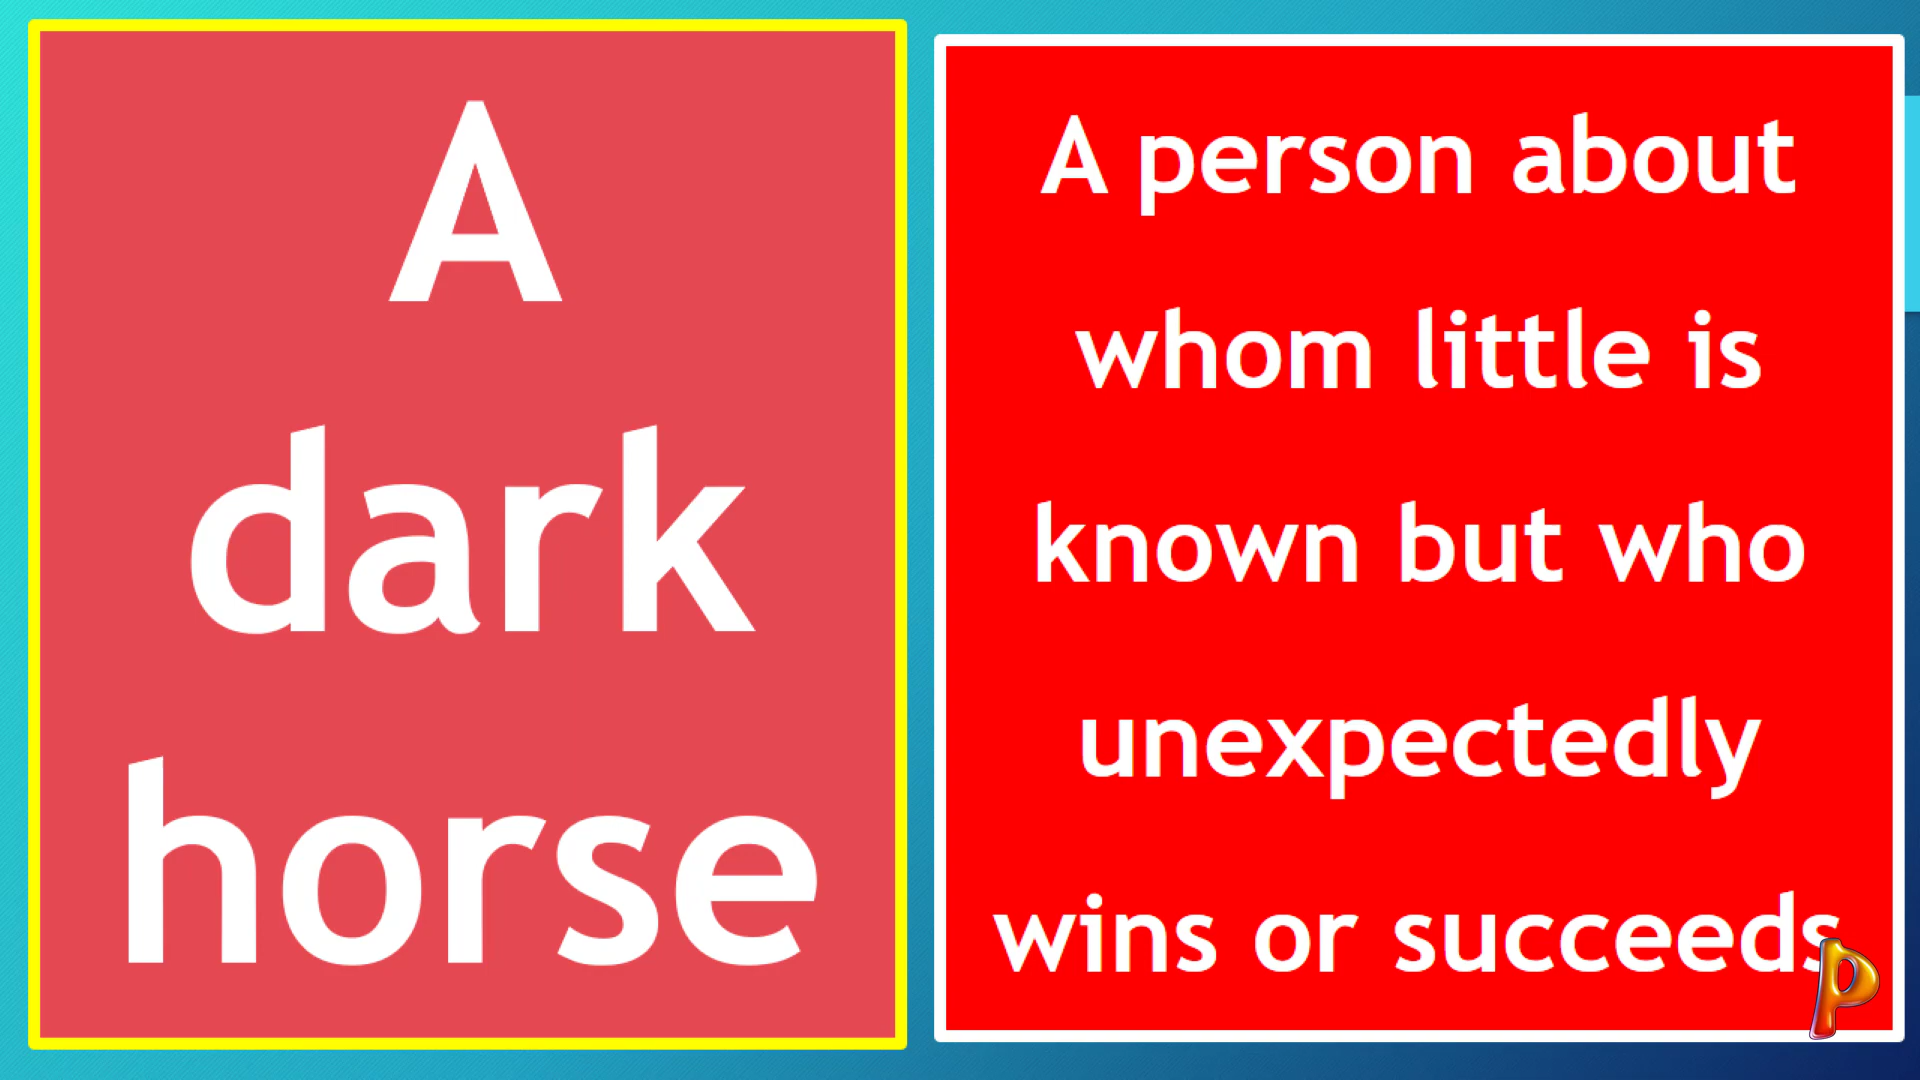 A
dark
horse
A person about
whom little is
known but who
unexpectedly
wins or succeeds
P